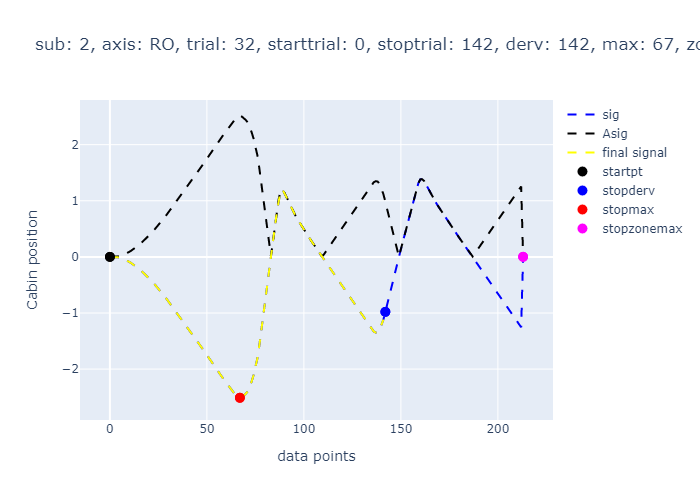 sub: 2, axis: RO, trial: 32, starttrial: 0, stoptrial: 142, derv: 142, max: 67,
sig
Asig
final signal
startpt
stopderv
stopmax
stopzonemax
2
1
0
−1
−2
Cabin position
0
50
100
150
200
data points